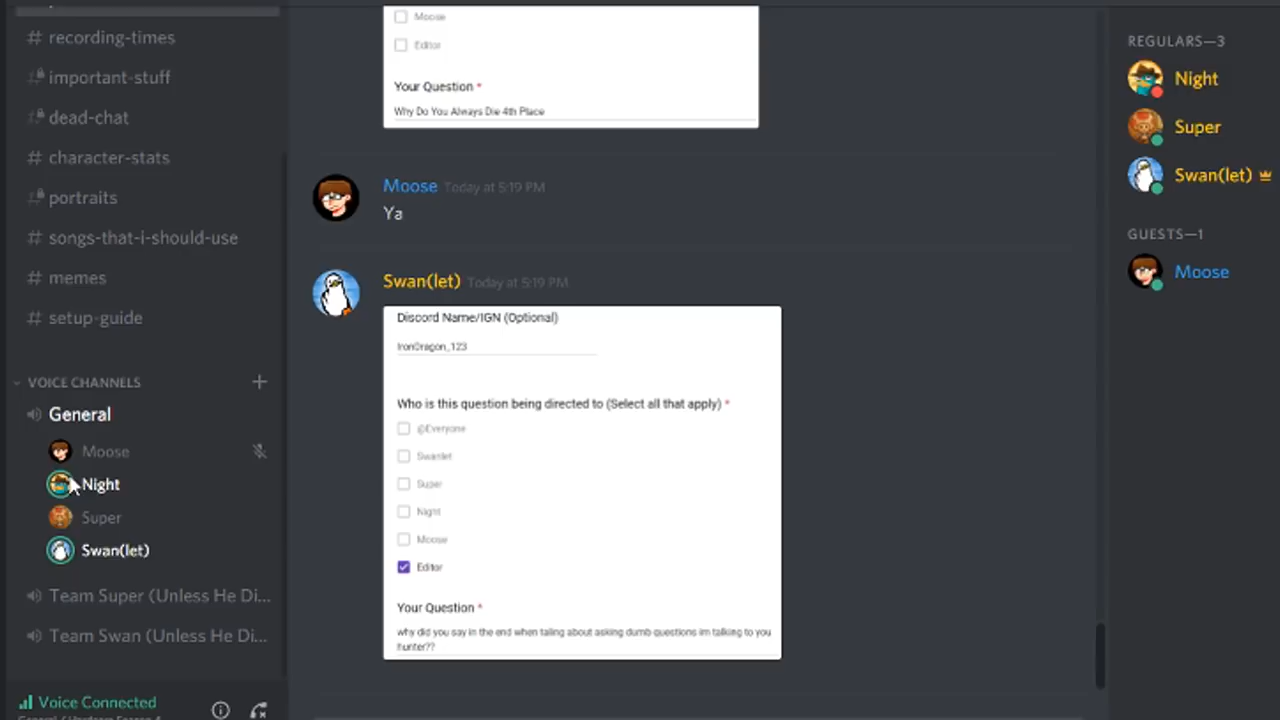 # recording-times
important-stuff
dead-chat
# character-stats
portraits
# songs-that-i-should-use
# memes
# setup-guide
VOICE CHANNELS +
General
Moose
Night
Super
Swan(let)
Team Super (Unless He Di...
Team Swan (Unless He Di...
Voice Connected
Moose
Editor
Your Question *
Why Do You Always Die 4th Place
Moose Today at 5:19 PM
Ya
Swan(let) Today at 5:19 PM
Discord Name/IGN (Optional)
IronDragon_123
Who is this question being directed to (Select all that apply) *
@Everyone
Swanlet
Super
Night
Moose
Editor
Your Question *
why did you say in the end when taling about asking dumb questions im talking to you
hunter??
REGULARS—3
Night
Super
Swan(let)
GUESTS—1
Moose